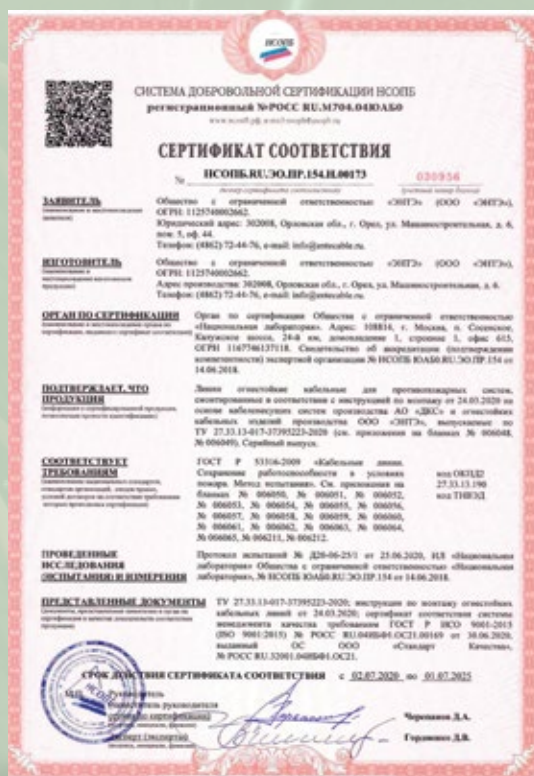 НСОПБ
СИСТЕМА ДОБРОВОЛЬНОЙ СЕРТИФИКАЦИИ НСОПБ
регистрационный №РОСС RU.М704.04ЮАБ0
СЕРТИФИКАТ СООТВЕТСТВИЯ
№ НСОПБ.RU.ЭО.ПР.154.Н.00173
030956
ЗАЯВИТЕЛЬ
Общество с ограниченной ответственностью «ЭНТЭ» (ООО «ЭНТЭ»),
ОГРН: 1125740002662.
Юридический адрес: 302008, Орловская обл., г. Орел, ул. Машиностроительная, д. 6,
пом. 5, оф. 44.
Телефон: (4862) 72-44-76, e-mail: info@entecable.ru.
ИЗГОТОВИТЕЛЬ
Общество с ограниченной ответственностью «ЭНТЭ» (ООО «ЭНТЭ»),
ОГРН: 1125740002662.
Адрес производства: 302008, Орловская обл., г. Орел, ул. Машиностроительная, д. 6.
Телефон: (4862) 72-44-76, e-mail: info@entecable.ru.
ОРГАН ПО СЕРТИФИКАЦИИ
Орган по сертификации Общества с ограниченной ответственностью
«Национальная лаборатория». Адрес: 108816, г. Москва, п. Сосенское,
Калужское шоссе, 24-й км, домовладение 1, строение 1, офис 615,
ОГРН 1167746137118. Свидетельство об аккредитации (подтверждении
компетентности) экспертной организации № НСОПБ ЮАБ0.RU.ЭО.ПР.154 от
14.06.2018.
ПОДТВЕРЖДАЕТ, ЧТО
ПРОДУКЦИЯ
Линии огнестойкие кабельные для противопожарных систем,
смонтированные в соответствии с инструкцией по монтажу от 24.03.2020 на
основе кабеленесущих систем производства АО «ДКС» и огнестойких
кабельных изделий производства ООО «ЭНТЭ», выпускаемые по
ТУ 27.33.13-017-37395223-2020 (см. приложения на бланках № 006048,
№ 006049). Серийный выпуск.
СООТВЕТСТВУЕТ
ТРЕБОВАНИЯМ
ГОСТ Р 53316-2009 «Кабельные линии.
Сохранение работоспособности в условиях
пожара. Метод испытания». См. приложения на
бланках № 006050, № 006051, № 006052,
№ 006053, № 006054, № 006055, № 006056,
№ 006057, № 006058, № 006059, № 006060,
№ 006061, № 006062, № 006063, № 006064,
№ 006065, № 006211, № 006212.
код ОКПД2
27.33.13.190
код ТНВЭД
ПРОВЕДЕННЫЕ
ИССЛЕДОВАНИЯ
(ИСПЫТАНИЯ) И ИЗМЕРЕНИЯ
Протокол испытаний № Д26-06-25/1 от 25.06.2020, ИЛ «Национальная
лаборатория» Общества с ограниченной ответственностью «Национальная
лаборатория», № НСОПБ ЮАБ0.RU.ЭО.ПР.154 от 14.06.2018.
ПРЕДСТАВЛЕННЫЕ ДОКУМЕНТЫ
ТУ 27.33.13-017-37395223-2020; инструкция по монтажу огнестойких
кабельных линий от 24.03.2020; сертификат соответствия системы
менеджмента качества требованиям ГОСТ Р ИСО 9001-2015
(ISO 9001:2015) № РОСС RU. от 30.06.2020,
выданный ОС ООО «Стандарт Качества»,
СРОК ДЕЙСТВИЯ СЕРТИФИКАТА СООТВЕТСТВИЯ с 02.07.2020 по 01.07.2025
М.П.
Руководитель
(заместитель руководителя
органа по сертификации)
Черепанов Д.А.
Эксперт (эксперты)
Гордиенко Д.В.